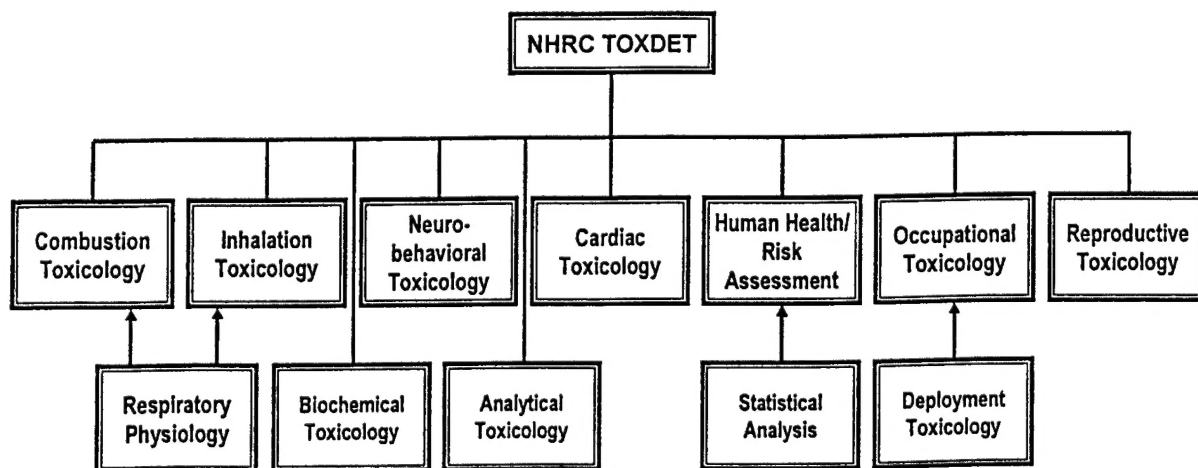 NHRC TOXDET
Combustion
Toxicology
Inhalation
Toxicology
Neuro-
behavioral
Toxicology
Cardiac
Toxicology
Human Health/
Risk
Assessment
Occupational
Toxicology
Reproductive
Toxicology
Respiratory
Physiology
Biochemical
Toxicology
Analytical
Toxicology
Statistical
Analysis
Deployment
Toxicology